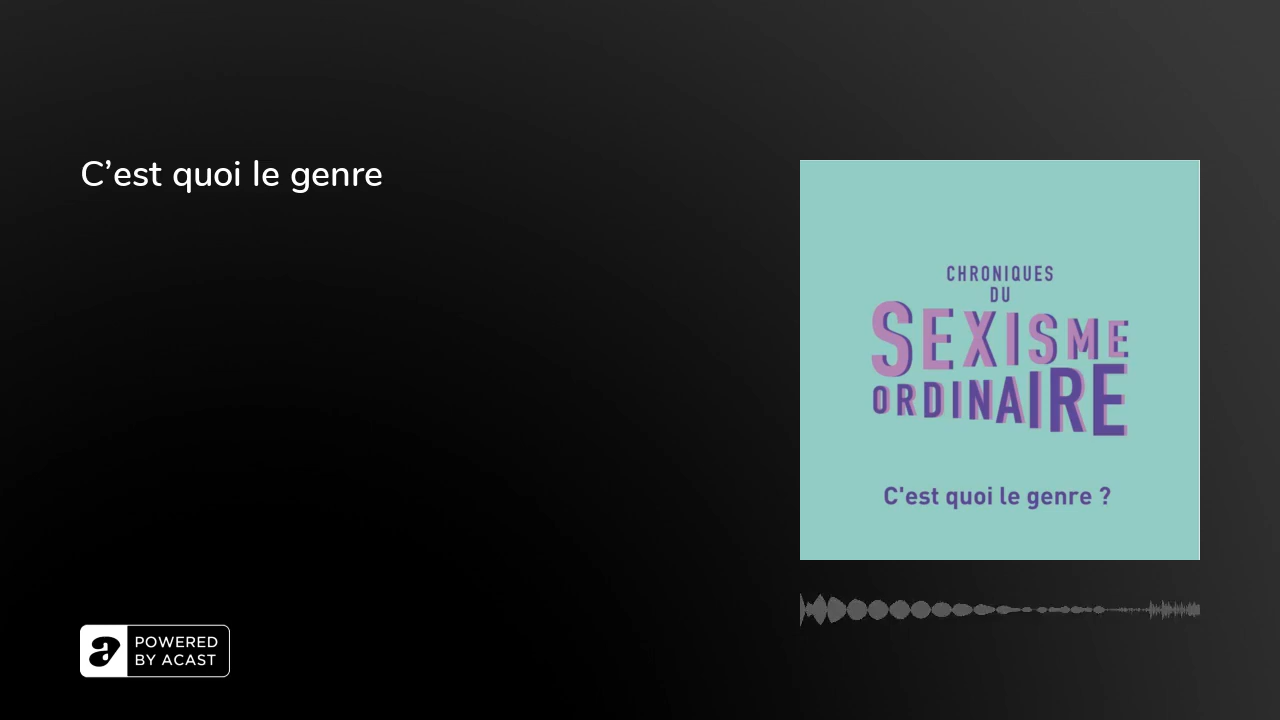 C’est quoi le genre
CHRONIQUES
DU
SEXISME
ORDINAIRE
C'est quoi le genre ?
a POWERED
BY ACAST